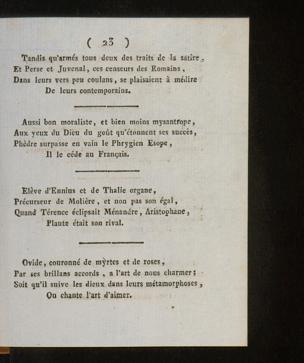 ( 23 )
Tandis qu'armés tous deux des traits de la satire,
Et Perse et Juvenal, ces censeurs des Romains,
Dans leurs vers peu coulans, se plaisaient à médire
De leurs contemporains.
Aussi bon moraliste, et bien moins mysantrope,
Aux yeux du Dieu du goût qu'étonnent ses succès,
Phèdre surpasse en vain le Phrygien Esope,
Il le céde au Français.
Elève d'Ennius et de Thalie organe,
Précurseur de Molière, et non pas son égal,
Quand Térence éclipsait Ménandre, Aristophane,
Plaute était son rival.
Ovide, couronné de myrtes et de roses,
Par ses brillans accords, a l'art de nous charmer;
Soit qu'il suive les dieux dans leurs métamorphoses,
Ou chante l'art d'aimer.